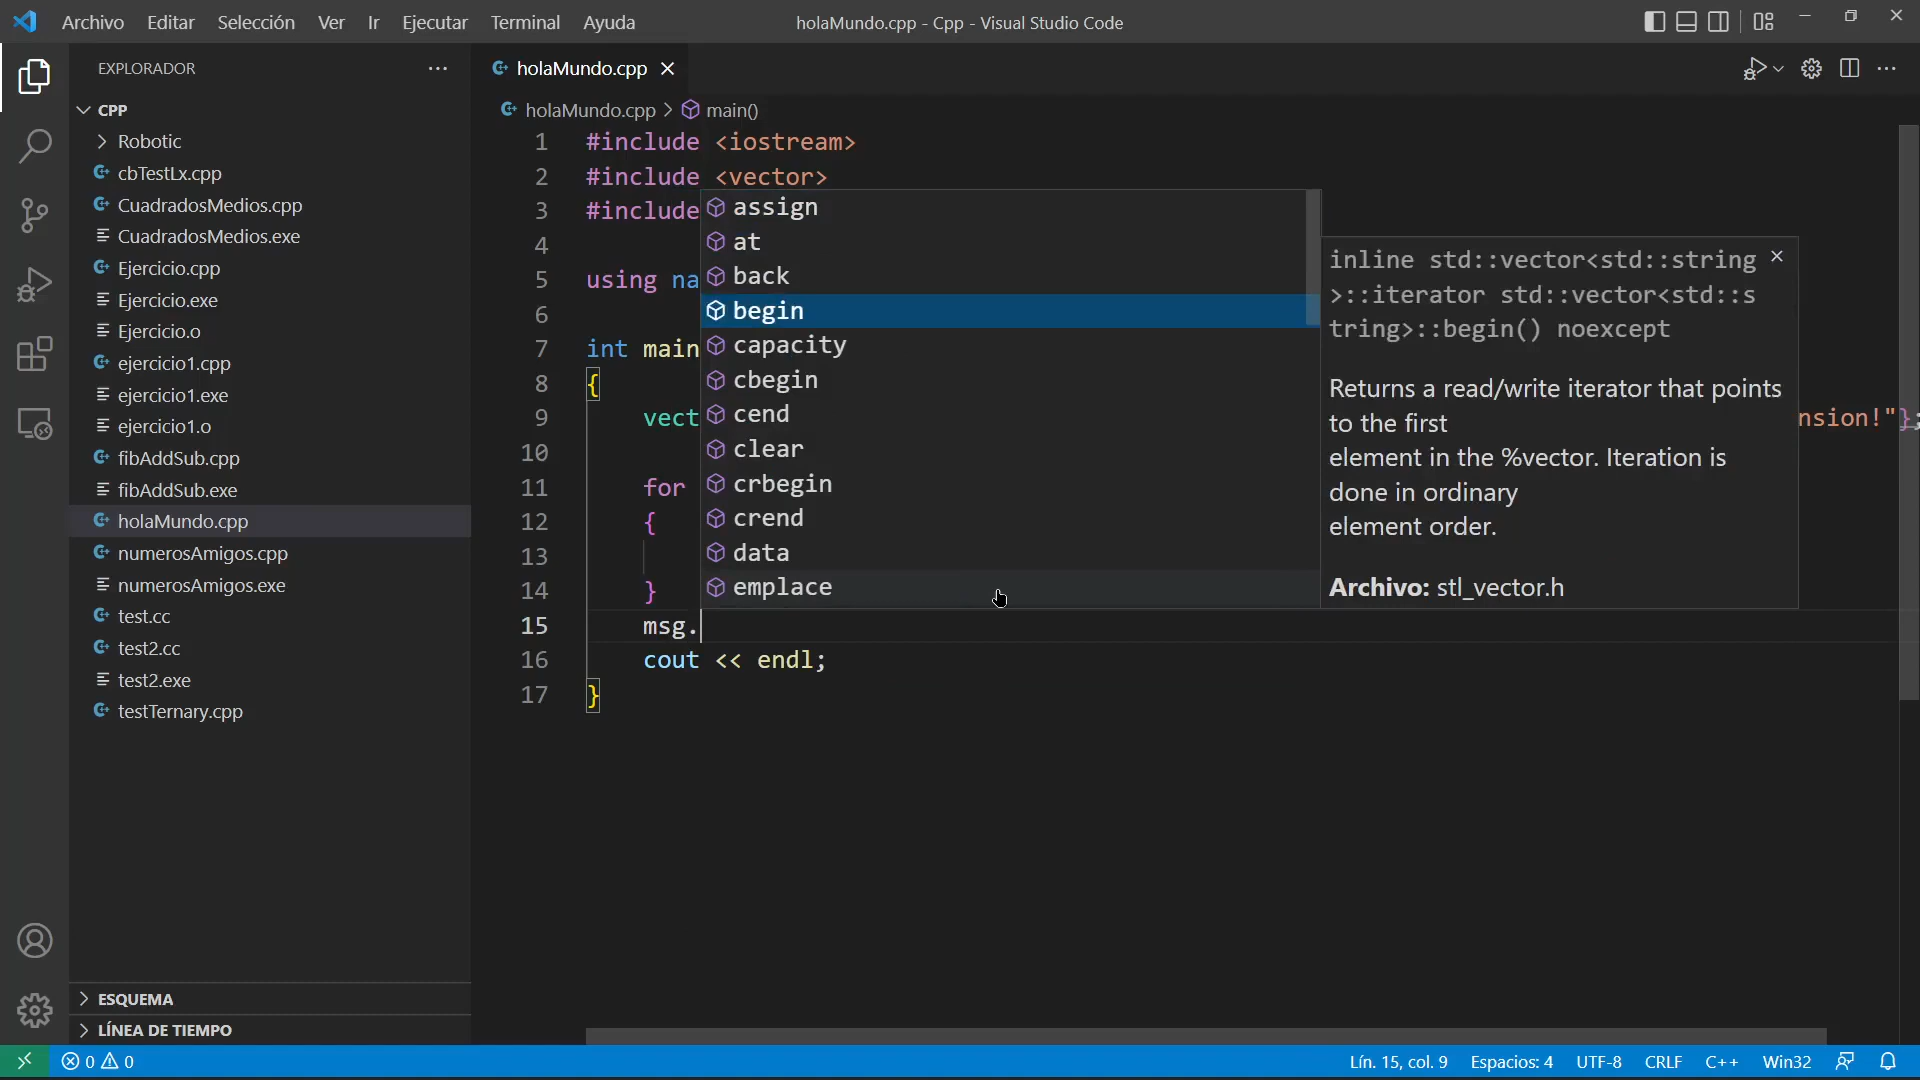 Archivo Editar Selección Ver Ir Ejecutar Terminal Ayuda
holaMundo.cpp - Cpp - Visual Studio Code
EXPLORADOR
CPP
Robotic
cbTestLx.cpp
CuadradosMedios.cpp
CuadradosMedios.exe
Ejercicio.cpp
Ejercicio.exe
Ejercicio.o
ejercicio1.cpp
ejercicio1.exe
ejercicio1.o
fibAddSub.cpp
fibAddSub.exe
holaMundo.cpp
numerosAmigos.cpp
numerosAmigos.exe
test.cc
test2.cc
test2.exe
testTernary.cpp
ESQUEMA
LÍNEA DE TIEMPO
holaMundo.cpp
holaMundo.cpp > main()
1 #include <iostream>
2 #include <vector>
3 #include
4
5 using na
6
7 int main
8 {
9 vect nsion!"};
10
11 for
12 {
13
14 }
15 msg.
16 cout << endl;
17 }
assign
at
back
begin
capacity
cbegin
cend
clear
crbegin
crend
data
emplace
inline std::vector<std::string
>::iterator std::vector<std::s
tring>::begin() noexcept
Returns a read/write iterator that points
to the first
element in the %vector. Iteration is
done in ordinary
element order.
Archivo: stl_vector.h
0 0
Lín. 15, col. 9 Espacios: 4 UTF-8 CRLF C++ Win32